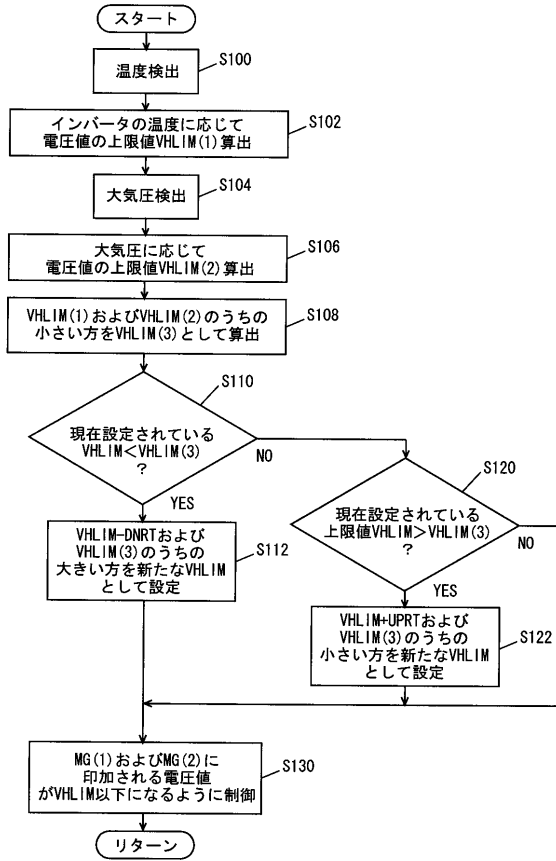 スタート
S100
温度検出
S102
インバータの温度に応じて
電圧値の上限値VHLIM(1)算出
S104
大気圧検出
S106
大気圧に応じて
電圧値の上限値VHLIM(2)算出
S108
VHLIM(1)およびVHLIM(2)のうちの
小さい方をVHLIM(3)として算出
S110
現在設定されている
VHLIM<VHLIM(3)
?
NO
YES
S120
現在設定されている
上限値VHLIM>VHLIM(3)
?
NO
YES
VHLIM-DNRTおよび
VHLIM(3)のうちの
大きい方を新たなVHLIM
として設定
S112
VHLIM+UPRTおよび
VHLIM(3)のうちの
小さい方を新たなVHLIM
として設定
S122
MG(1)およびMG(2)に
印加される電圧値
がVHLIM以下になるように制御
S130
リターン